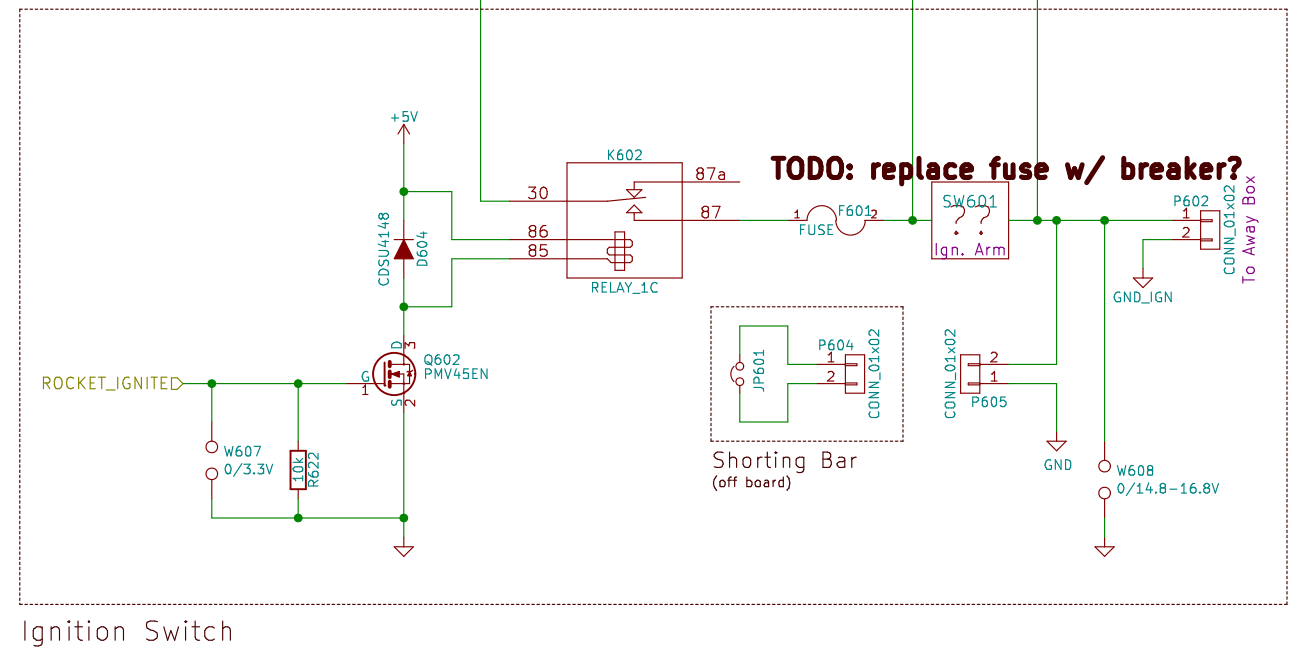 +5V
K602
87a
TODO: replace fuse w/ breaker?
30
87
1
F601
2
FUSE
SW601
? ?
Ign. Arm
P602
1
2
CONN_01x02
To Away Box
CDSU4148
D604
86
85
RELAY_1C
GND_IGN
D
3
Q602
PMV45EN
ROCKET_IGNITE
G
1
S
2
JP601
P604
1
2
CONN_01x02
CONN_01x02
2
1
P605
W607
0/3.3V
10k
R622
Shorting Bar
(off board)
GND
W608
0/14.8-16.8V
Ignition Switch